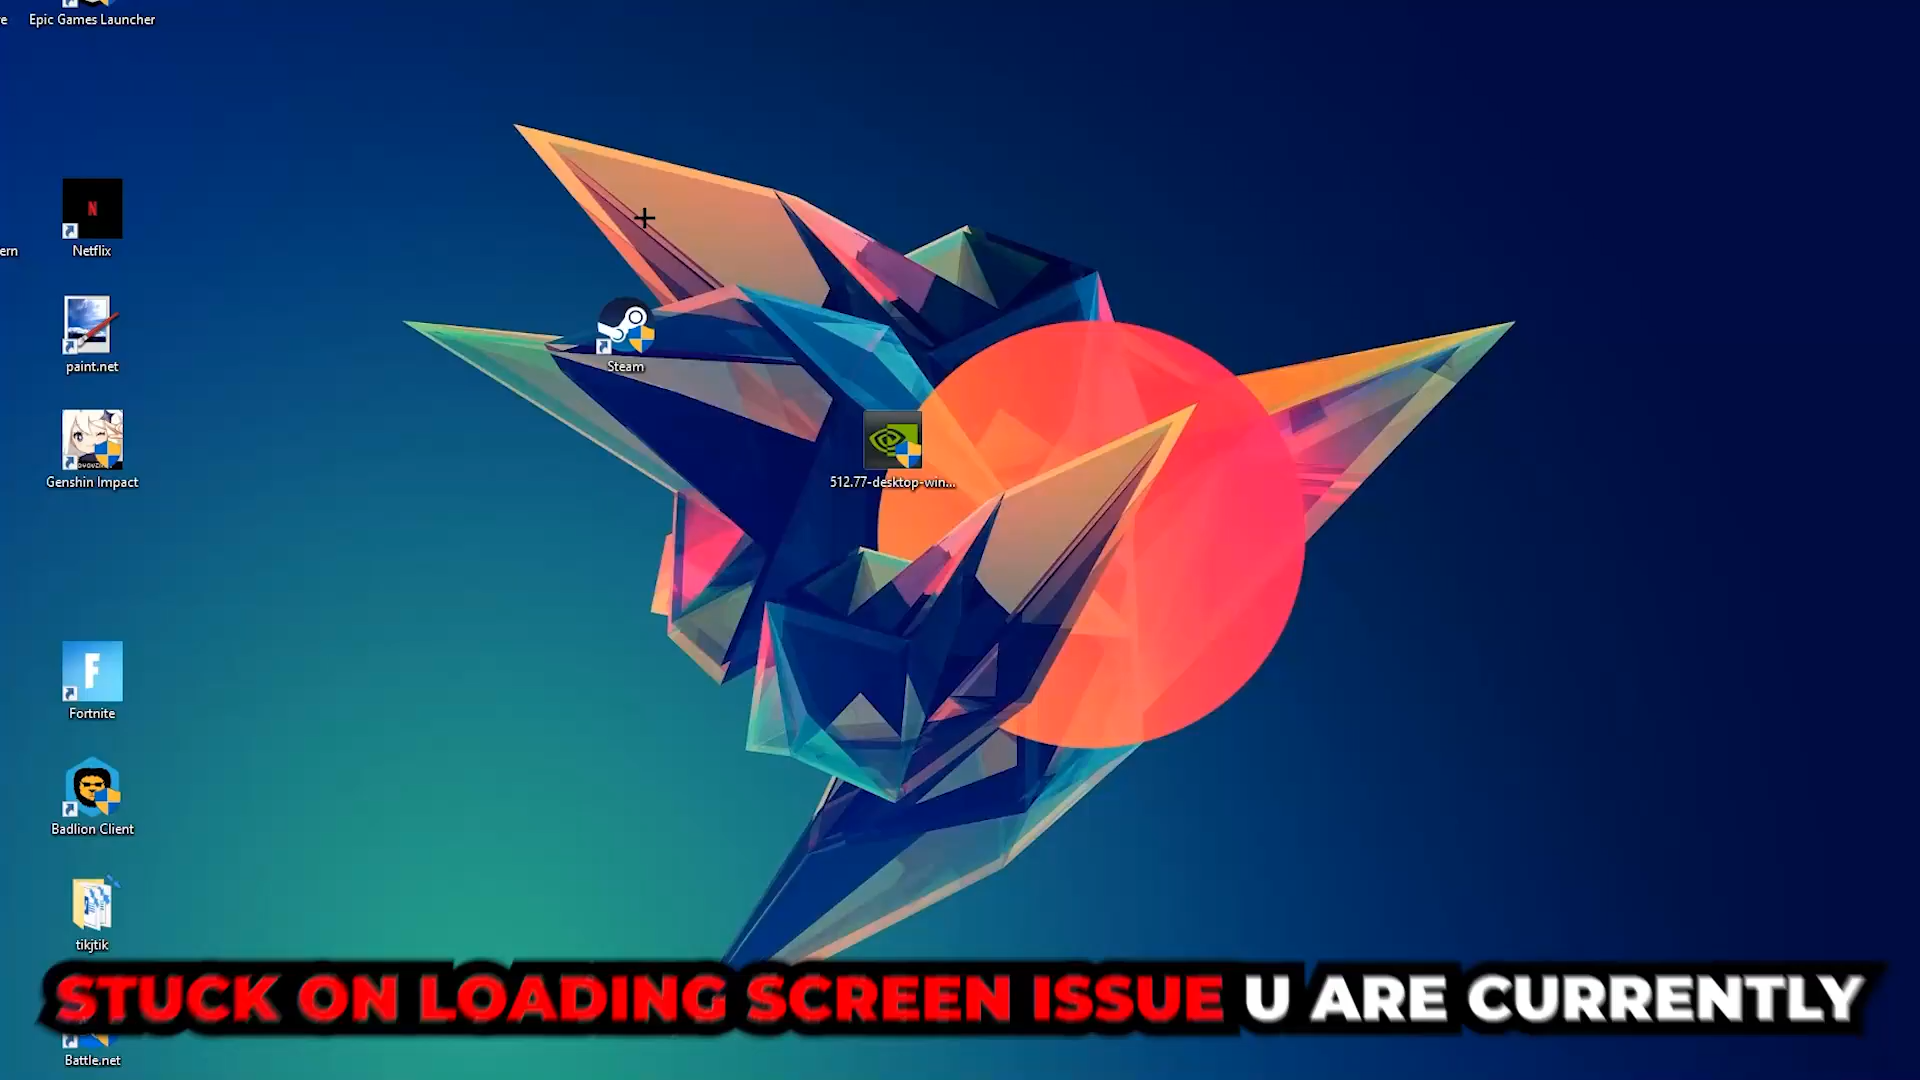 Epic Games Launcher
N
Netflix
ern
paint.net
Steam
Genshin Impact
512.77-desktop-win...
F
Fortnite
Badlion Client
tikjtik
STUCK ON LOADING SCREEN ISSUE U ARE CURRENTLY
Battle.net